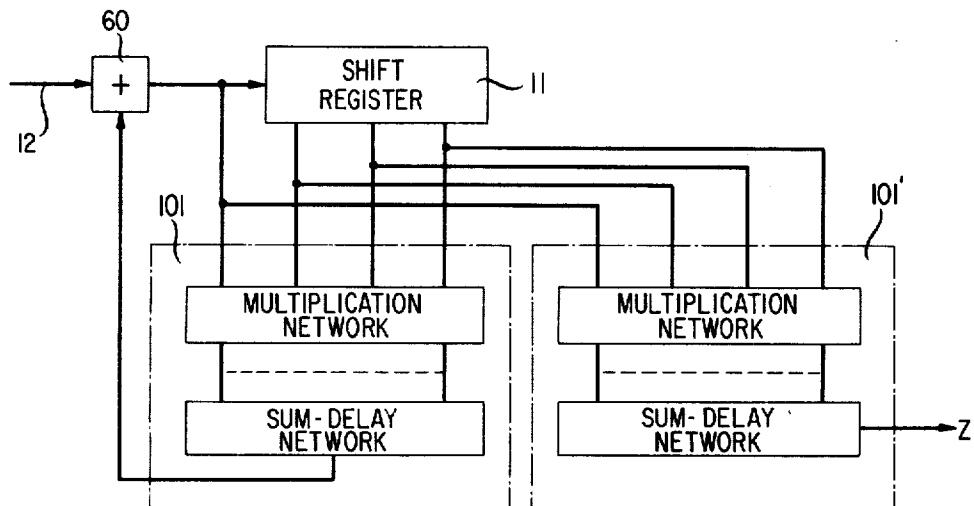 60
+
12
SHIFT
REGISTER
11
101
101'
MULTIPLICATION
NETWORK
MULTIPLICATION
NETWORK
SUM-DELAY
NETWORK
SUM-DELAY
NETWORK
Z